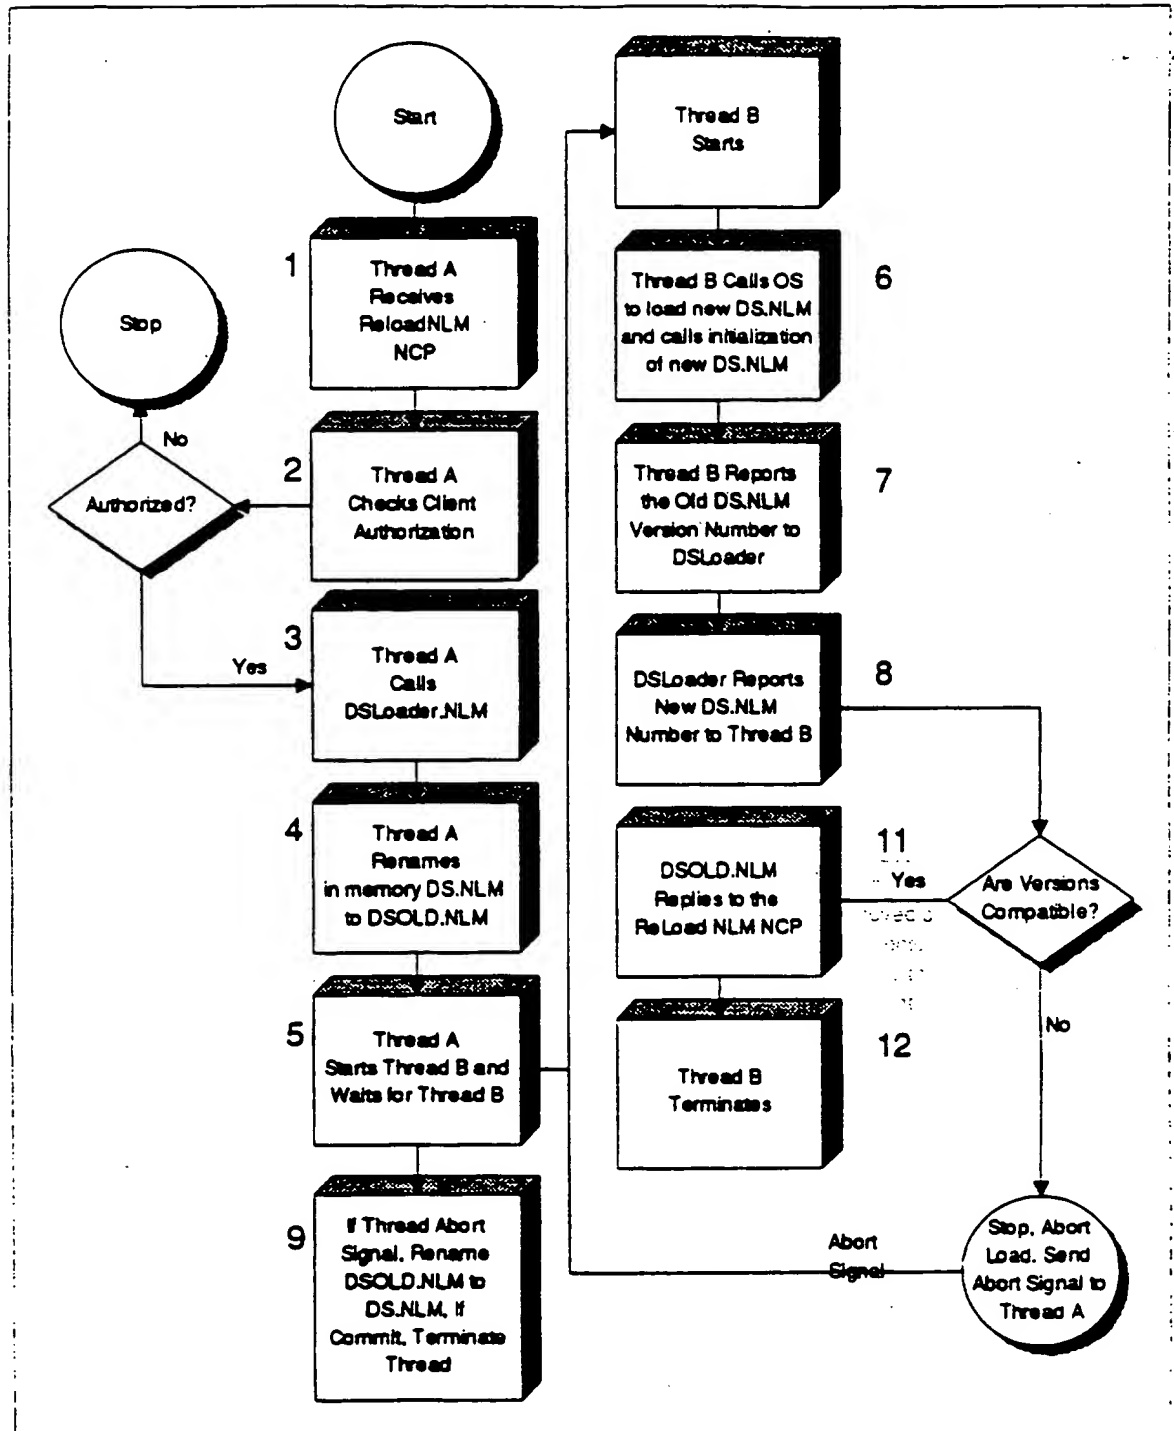 Start
1
Thread A
Receives
ReloadNLM
NCP
Stop
No
Authorized?
2
Thread A
Checks Client
Authorization
Yes
3
Thread A
Calls
DSLoader.NLM
4
Thread A
Renames
in memory DS.NLM
to DSOLD.NLM
5
Thread A
Starts Thread B and
Waits for Thread B
9
If Thread Abort
Signal, Rename
DSOLD.NLM to
DS.NLM, If
Commit, Terminate
Thread
Thread B
Starts
6
Thread B Calls OS
to load new DS.NLM
and calls initialization
of new DS.NLM
7
Thread B Reports
the Old DS.NLM
Version Number to
DSLoader
8
DSLoader Reports
New DS.NLM
Number to Thread B
Are Versions
Compatible?
11
Yes
DSOLD.NLM
Replies to the
ReLoad NLM NCP
12
Thread B
Terminates
No
Stop, Abort
Load. Send
Abort Signal to
Thread A
Abort
Signal